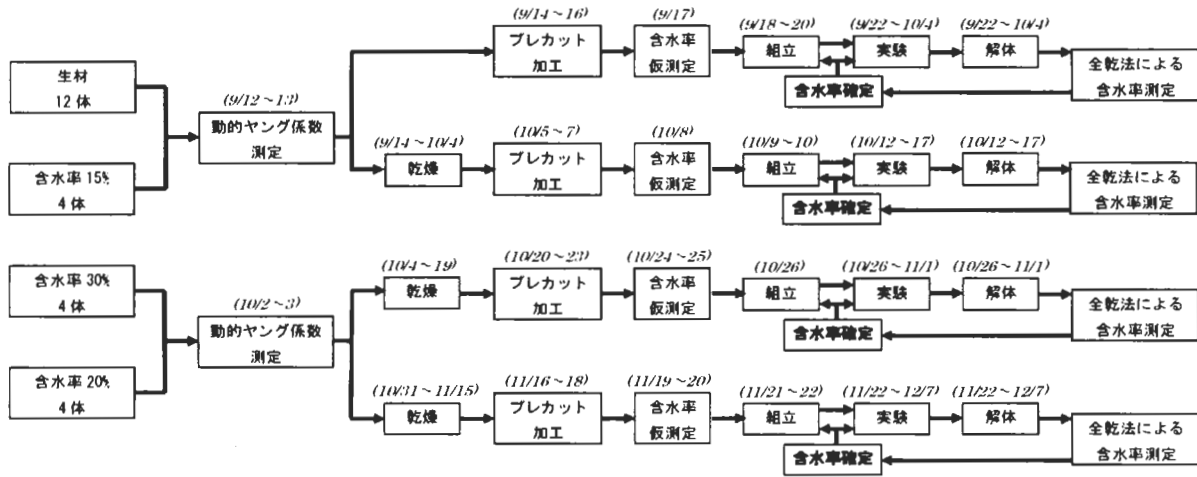 生材
12体
含水率15%
4体
(9/12～13)
動的ヤング係数
測定
(9/14～16)
プレカット
加工
(9/17)
含水率
仮測定
(9/18～20)
組立
(9/22～10/4)
実験
(9/22～10/4)
解体
全乾法による
含水率測定
含水率確定
(9/14～10/4)
乾燥
(10/5～7)
プレカット
加工
(10/8)
含水率
仮測定
(10/9～10)
組立
(10/12～17)
実験
(10/12～17)
解体
全乾法による
含水率測定
含水率確定
含水率30%
4体
含水率20%
4体
(10/2～3)
動的ヤング係数
測定
(10/4～19)
乾燥
(10/20～23)
プレカット
加工
(10/24～25)
含水率
仮測定
(10/26)
組立
(10/26～11/1)
実験
(10/26～11/1)
解体
全乾法による
含水率測定
含水率確定
(10/31～11/15)
乾燥
(11/16～18)
プレカット
加工
(11/19～20)
含水率
仮測定
(11/21～22)
組立
(11/22～12/7)
実験
(11/22～12/7)
解体
全乾法による
含水率測定
含水率確定